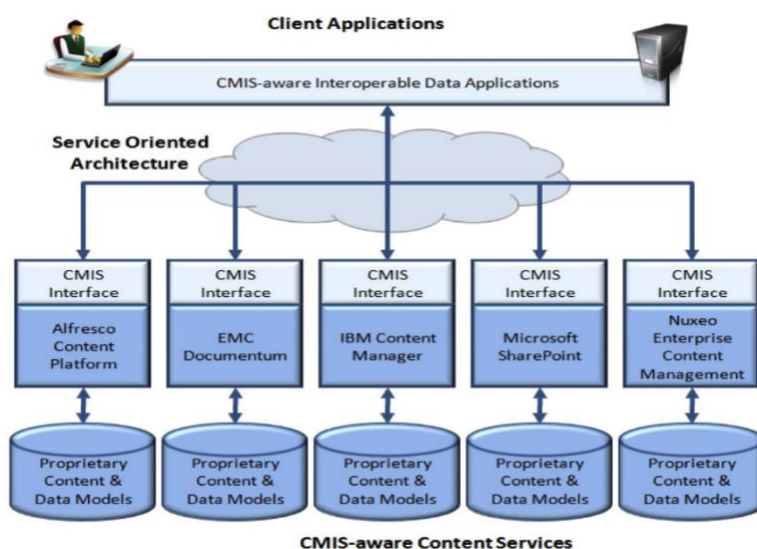 Client Applications
CMIS-aware Interoperable Data Applications
Service Oriented
Architecture
CMIS
Interface
Alfresco
Content
Platform
CMIS
Interface
EMC
Documentum
CMIS
Interface
IBM Content
Manager
CMIS
Interface
Microsoft
SharePoint
CMIS
Interface
Nuxeo
Enterprise
Content
Management
Proprietary
Content &
Data Models
Proprietary
Content &
Data Models
Proprietary
Content &
Data Models
Proprietary
Content &
Data Models
Proprietary
Content &
Data Models
CMIS-aware Content Services